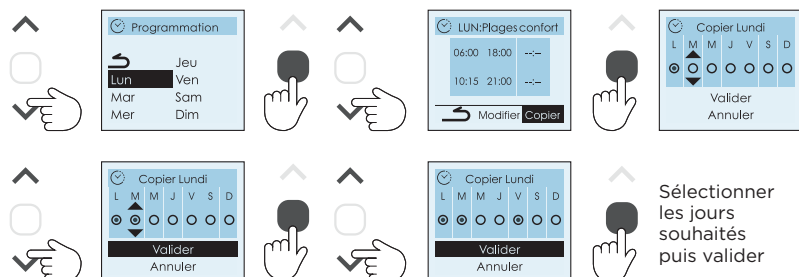 Programmation
Jeu
Lun Ven
Mar Sam
Mer Dim
LUN:Plages confort
06:00 18:00 --:--
10:15 21:00 --:--
Modifier Copier
Copier Lundi
L M M J V S D
Valider
Annuler
Copier Lundi
L M M J V S D
Valider
Annuler
Copier Lundi
L M M J V S D
Valider
Annuler
Sélectionner
les jours
souhaités
puis valider